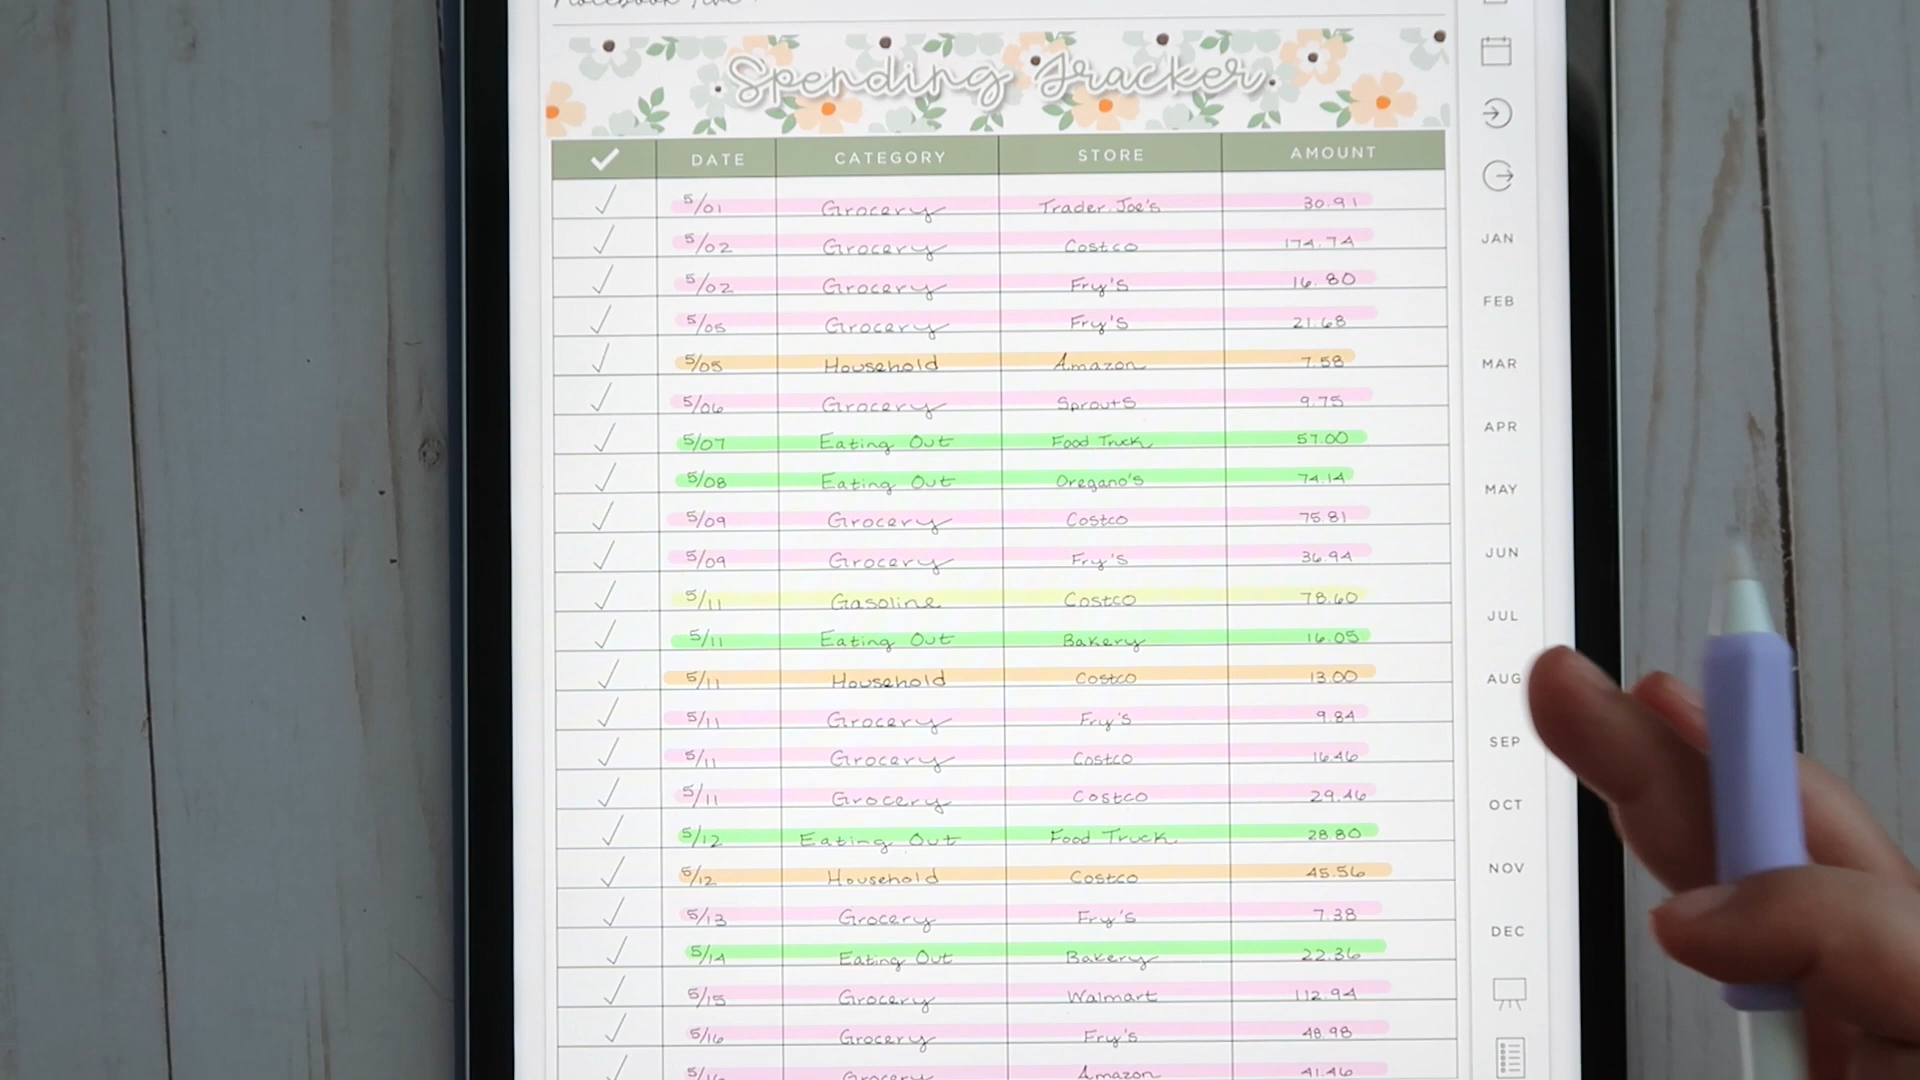 Spending Tracker
DATE CATEGORY STORE AMOUNT
5/01 Grocery Trader Joe's 30.91
5/02 Grocery Costco 174.74
5/02 Grocery Fry's 16.80
5/05 Grocery Fry's 21.68
5/05 Household Amazon 7.58
5/06 Grocery Sprouts 9.75
5/07 Eating Out Food Truck 57.00
5/08 Eating Out Oregano's 74.14
5/09 Grocery Costco 75.81
5/09 Grocery Fry's 36.94
5/11 Gasoline Costco 78.60
5/11 Eating Out Bakery 16.05
5/11 Household Costco 13.00
5/11 Grocery Fry's 9.84
5/11 Grocery Costco 16.46
5/11 Grocery Costco 29.46
5/12 Eating Out Food Truck 28.80
5/12 Household Costco 45.56
5/13 Grocery Fry's 7.38
5/14 Eating Out Bakery 22.36
5/15 Grocery Walmart 112.94
5/16 Grocery Fry's 48.98
5/16 Grocery Amazon 41.46
JAN
FEB
MAR
APR
MAY
JUN
JUL
AUG
SEP
OCT
NOV
DEC